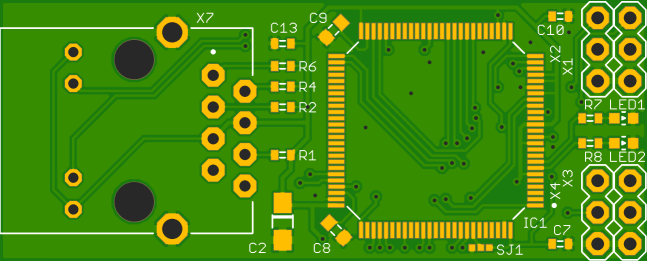 X7
C9
C13
C10
X2
X1
R6
R4
R2
R7 LED1
R1
R8 LED2
X3
X4
IC1
C7
C2
C8
SJ1